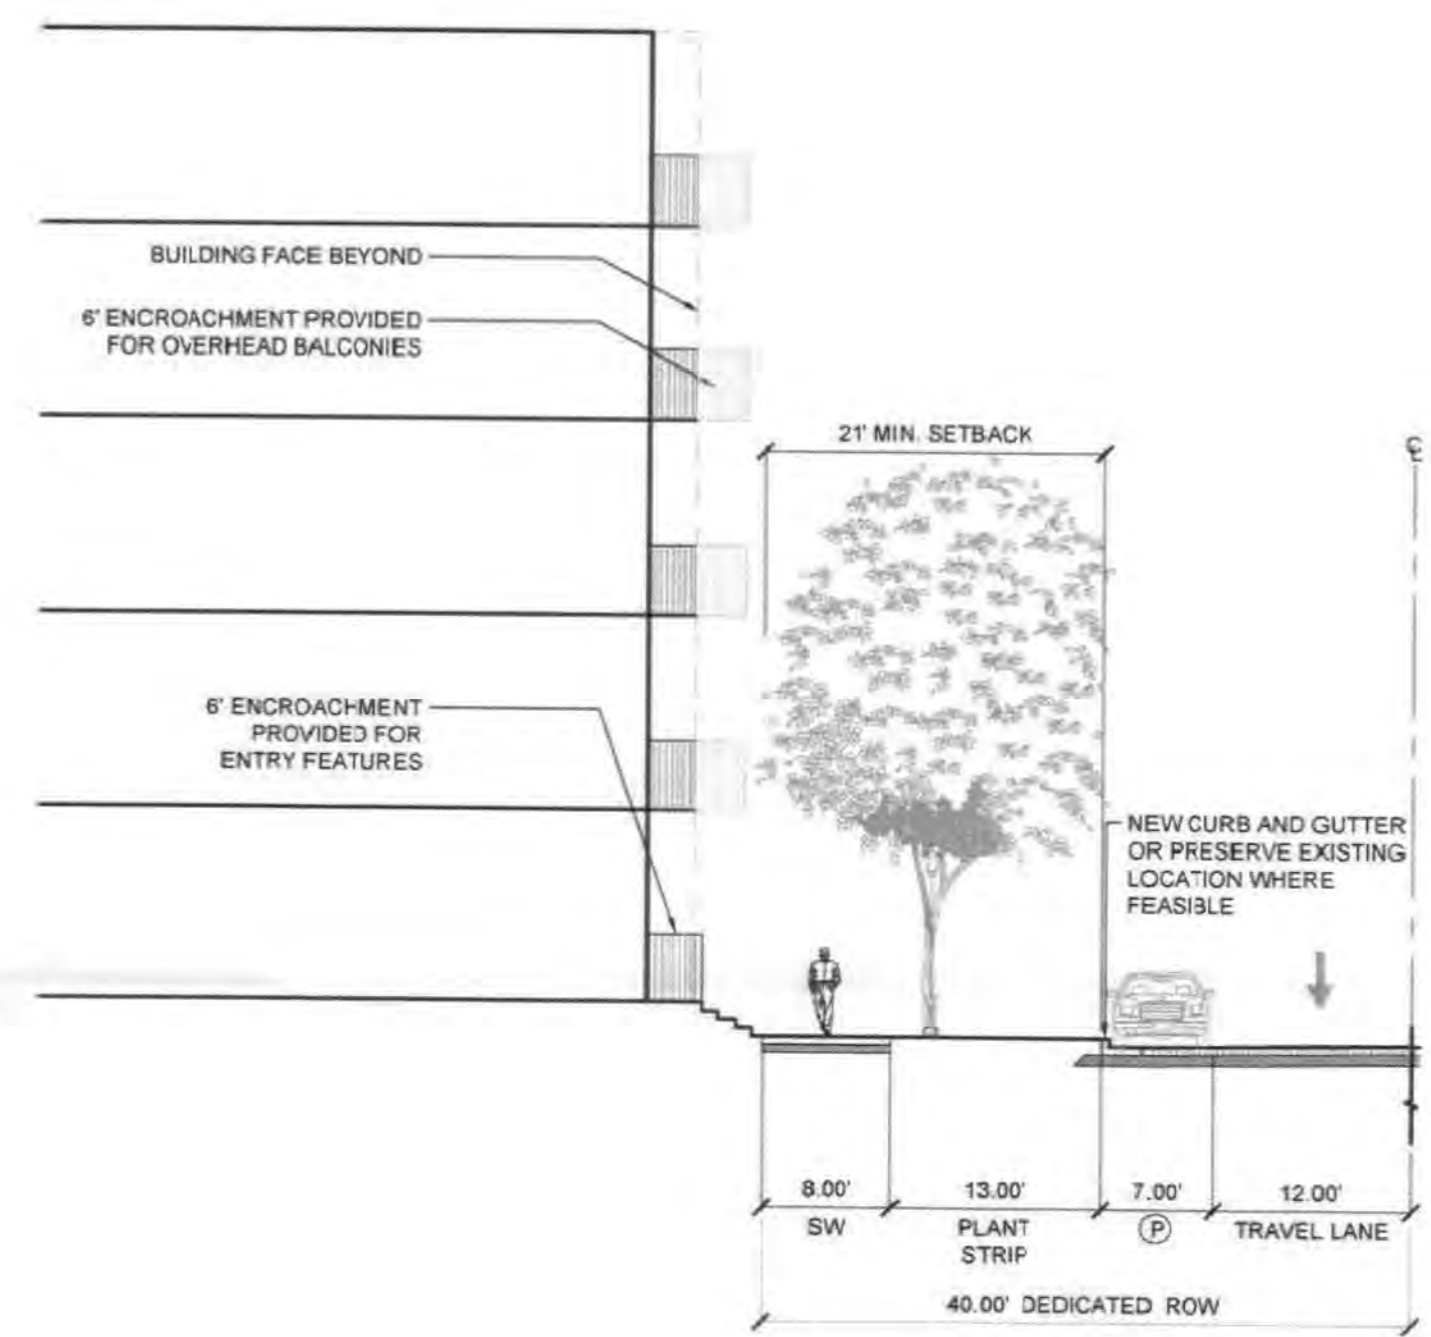 BUILDING FACE BEYOND
6' ENCROACHMENT PROVIDED
FOR OVERHEAD BALCONIES
21' MIN. SETBACK
℄
6' ENCROACHMENT
PROVIDED FOR
ENTRY FEATURES
NEW CURB AND GUTTER
OR PRESERVE EXISTING
LOCATION WHERE
FEASIBLE
8.00' 13.00' 7.00' 12.00'
SW PLANT STRIP P TRAVEL LANE
40.00' DEDICATED ROW